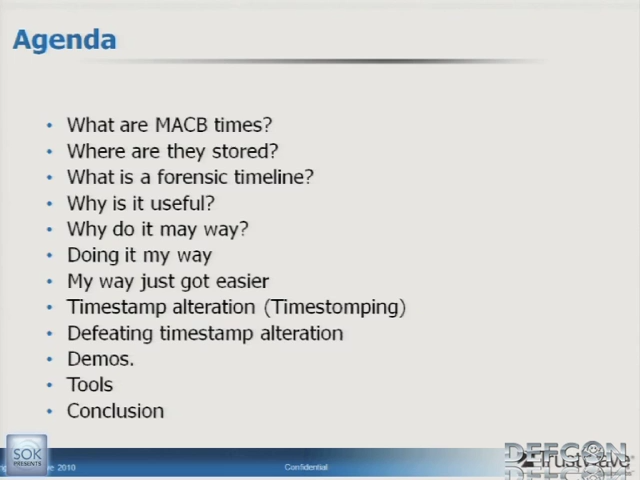 Agenda
• What are MACB times?
• Where are they stored?
• What is a forensic timeline?
• Why is it useful?
• Why do it may way?
• Doing it my way
• My way just got easier
• Timestamp alteration (Timestomping)
• Defeating timestamp alteration
• Demos.
• Tools
• Conclusion
SOK
PRESENTS
2010
Confidential
DEFCON
Trustwave